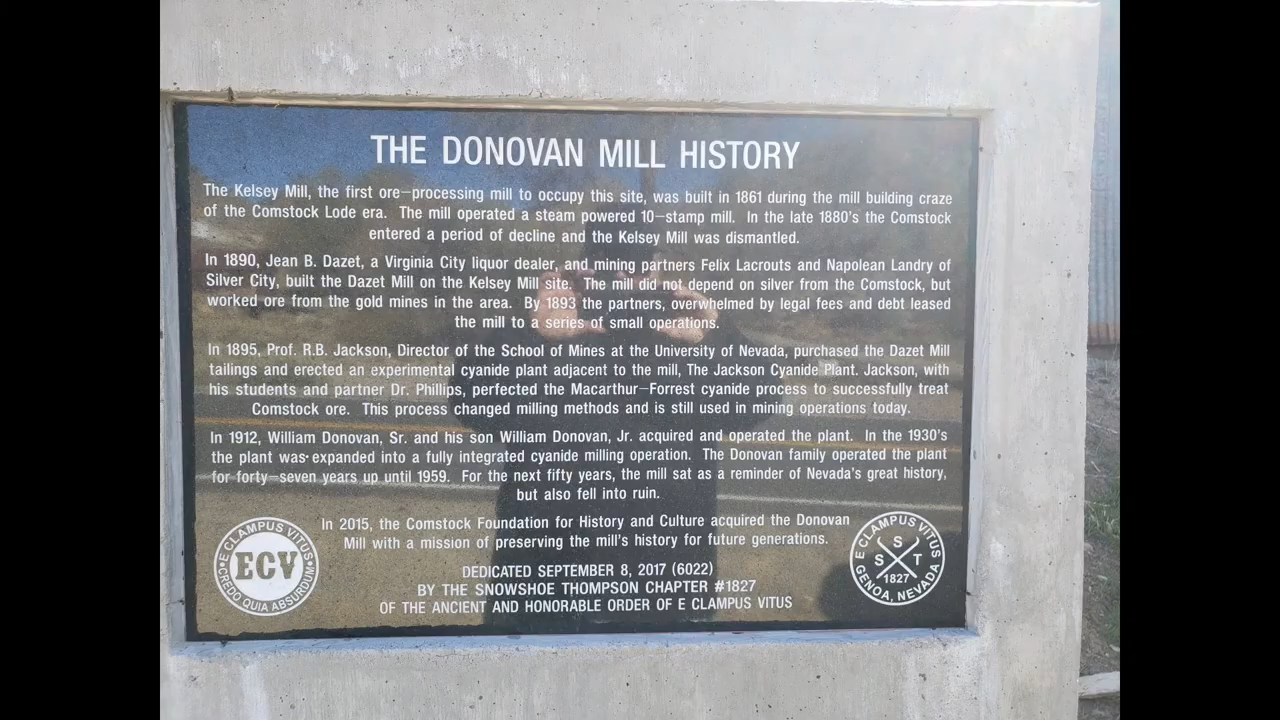 THE DONOVAN MILL HISTORY
The Kelsey Mill, the first ore-processing mill to occupy this site, was built in 1861 during the mill building craze
of the Comstock Lode era. The mill operated a steam powered 10-stamp mill. In the late 1880's the Comstock
entered a period of decline and the Kelsey Mill was dismantled.
In 1890, Jean B. Dazet, a Virginia City liquor dealer, and mining partners Felix Lacrouts and Napolean Landry of
Silver City, built the Dazet Mill on the Kelsey Mill site. The mill did not depend on silver from the Comstock, but
worked ore from the gold mines in the area. By 1893 the partners, overwhelmed by legal fees and debt leased
the mill to a series of small operations.
In 1895, Prof. R.B. Jackson, Director of the School of Mines at the University of Nevada, purchased the Dazet Mill
tailings and erected an experimental cyanide plant adjacent to the mill, The Jackson Cyanide Plant. Jackson, with
his students and partner Dr. Phillips, perfected the Macarthur-Forrest cyanide process to successfully treat
Comstock ore. This process changed milling methods and is still used in mining operations today.
In 1912, William Donovan, Sr. and his son William Donovan, Jr. acquired and operated the plant. In the 1930's
the plant was expanded into a fully integrated cyanide milling operation. The Donovan family operated the plant
for forty-seven years up until 1959. For the next fifty years, the mill sat as a reminder of Nevada's great history,
but also fell into ruin.
In 2015, the Comstock Foundation for History and Culture acquired the Donovan
Mill with a mission of preserving the mill's history for future generations.
DEDICATED SEPTEMBER 8, 2017 (6022)
BY THE SNOWSHOE THOMPSON CHAPTER #1827
OF THE ANCIENT AND HONORABLE ORDER OF E CLAMPUS VITUS
E CLAMPUS VITUS
ECV
CREDO QUIA ABSURDUM
E CLAMPUS VITUS
S S T
1827
GENOA, NEVADA